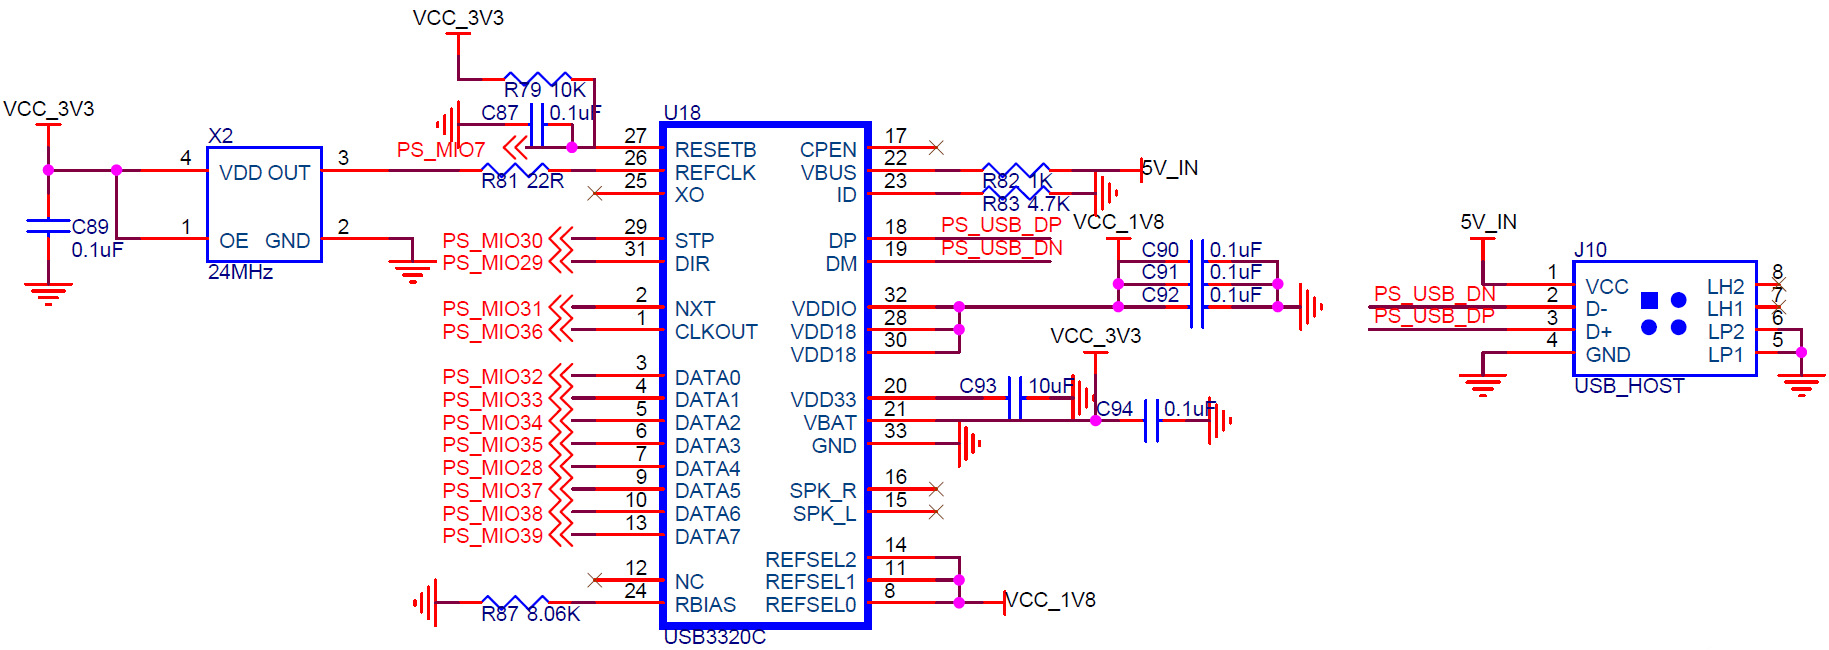 VCC_3V3
R79 10K
C87 0.1uF
PS_MIO7
R81 22R
VCC_3V3
X2
4 VDD OUT 3
1 OE GND 2
24MHz
C89
0.1uF
U18
27 RESETB
26 REFCLK
25 XO
PS_MIO30 29 STP
PS_MIO29 31 DIR
PS_MIO31 2 NXT
PS_MIO36 1 CLKOUT
PS_MIO32 3 DATA0
PS_MIO33 4 DATA1
PS_MIO34 5 DATA2
PS_MIO35 6 DATA3
PS_MIO28 7 DATA4
PS_MIO37 9 DATA5
PS_MIO38 10 DATA6
PS_MIO39 13 DATA7
12 NC
24 RBIAS
R87 8.06K
USB3320C
CPEN 17
VBUS 22
R82 1K
5V_IN
ID 23
R83 4.7K
DP 18 PS_USB_DP
DM 19 PS_USB_DN
VCC_1V8
C90 0.1uF
C91 0.1uF
C92 0.1uF
VDDIO 32
VDD18 28
VDD18 30
VCC_3V3
VDD33 20
C93 10uF
VBAT 21
C94 0.1uF
GND 33
SPK_R 16
SPK_L 15
REFSEL2 14
REFSEL1 11
REFSEL0 8
VCC_1V8
5V_IN
J10
1 VCC LH2 8
PS_USB_DN 2 D- LH1 7
PS_USB_DP 3 D+ LP2 6
4 GND LP1 5
USB_HOST